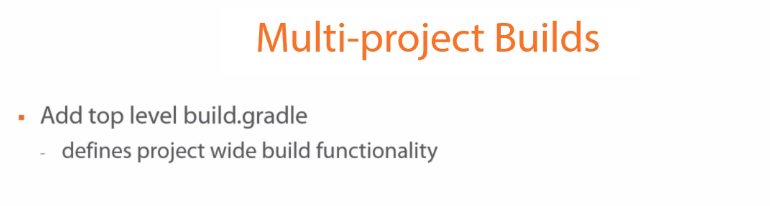 Multi-project Builds
▪ Add top level build.gradle
- defines project wide build functionality